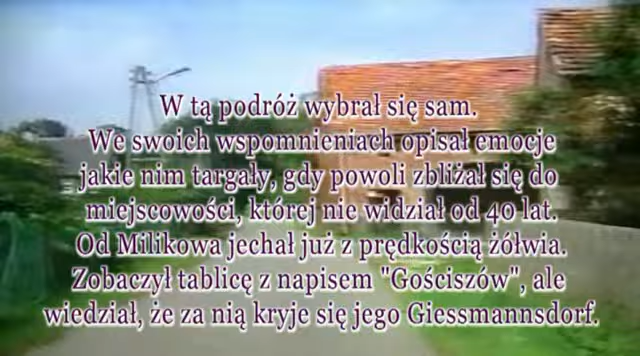 W tą podróż wybrał się sam.
We swoich wspomnieniach opisał emocje
jakie nim targały, gdy powoli zbliżał się do
miejscowości, której nie widział od 40 lat.
Od Milikowa jechał już z prędkością żółwia.
Zobaczył tablicę z napisem "Gościszów", ale
wiedział, że za nią kryje się jego Giessmannsdorf.